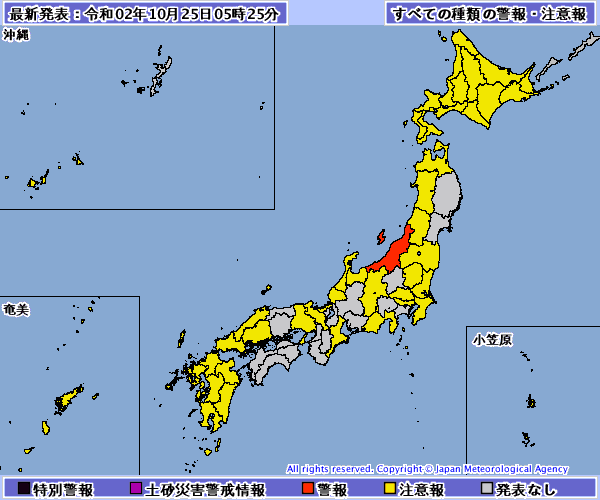 最新発表：令和02年10月25日05時25分
すべての種類の警報・注意報
沖縄
奄美
小笠原
All rights reserved. Copyright © Japan Meteorological Agency
特別警報
土砂災害警戒情報
警報
注意報
発表なし